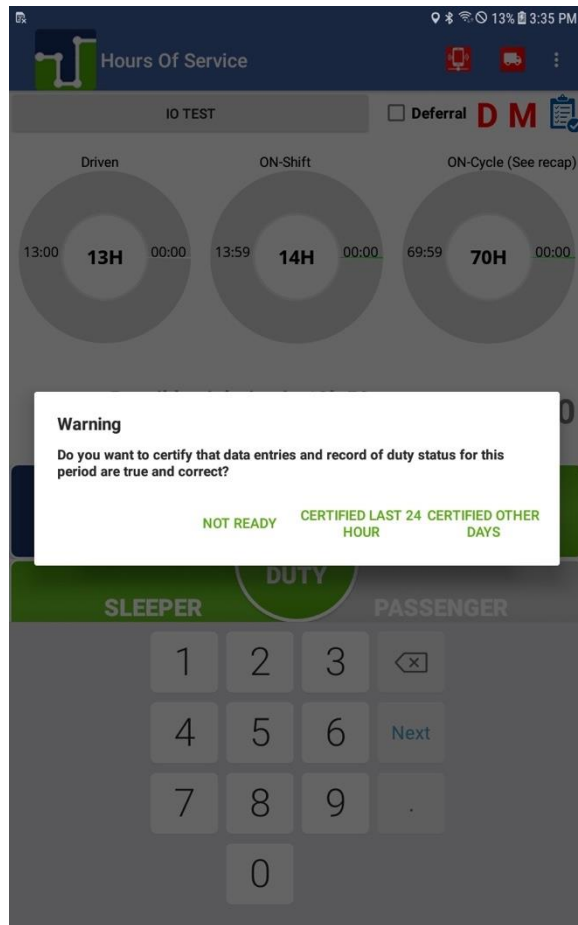 13% 3:35 PM
Hours Of Service
IO TEST
Deferral D M
Driven ON-Shift ON-Cycle (See recap)
13:00 13H 00:00 13:59 14H 00:00 69:59 70H 00:00
0
Warning
Do you want to certify that data entries and record of duty status for this
period are true and correct?
NOT READY
CERTIFIED LAST 24
HOUR
CERTIFIED OTHER
DAYS
DUTY
SLEEPER PASSENGER
1 2 3
4 5 6 Next
7 8 9 .
0